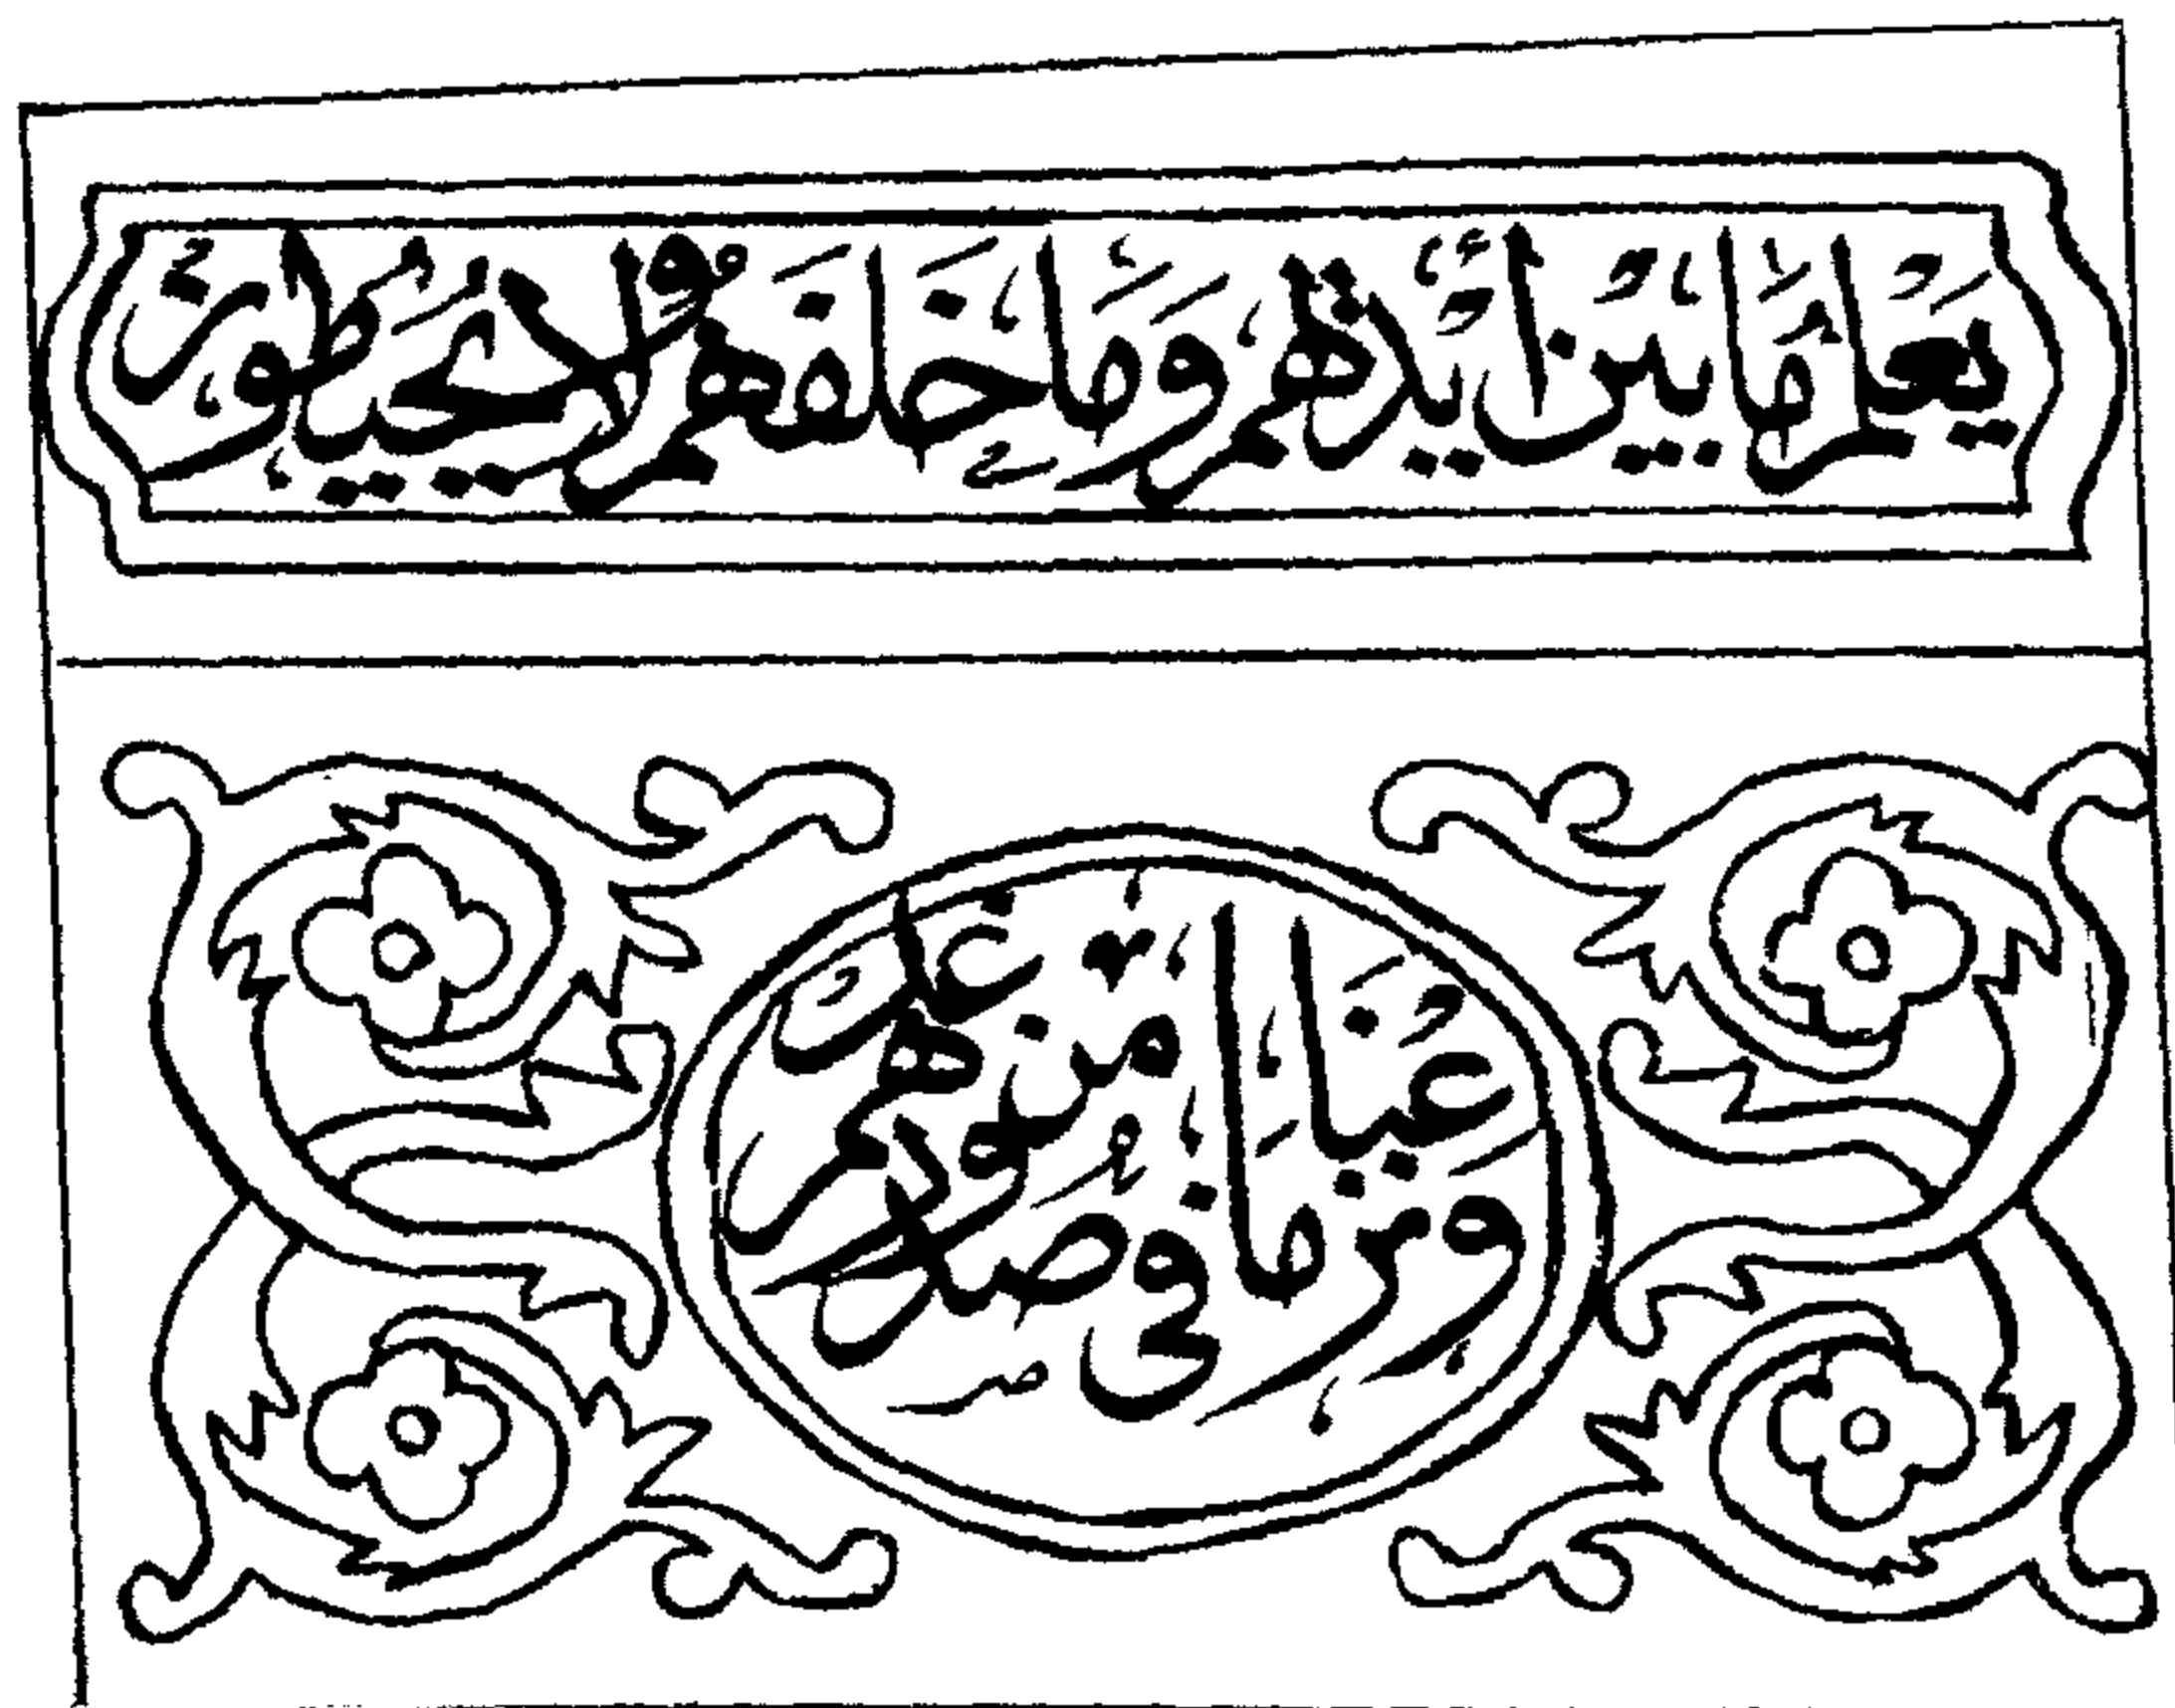 يعلم ما بين أيديهم وما خلفهم ولا يحيطون
ونزعنا ما في صدورهم من غل